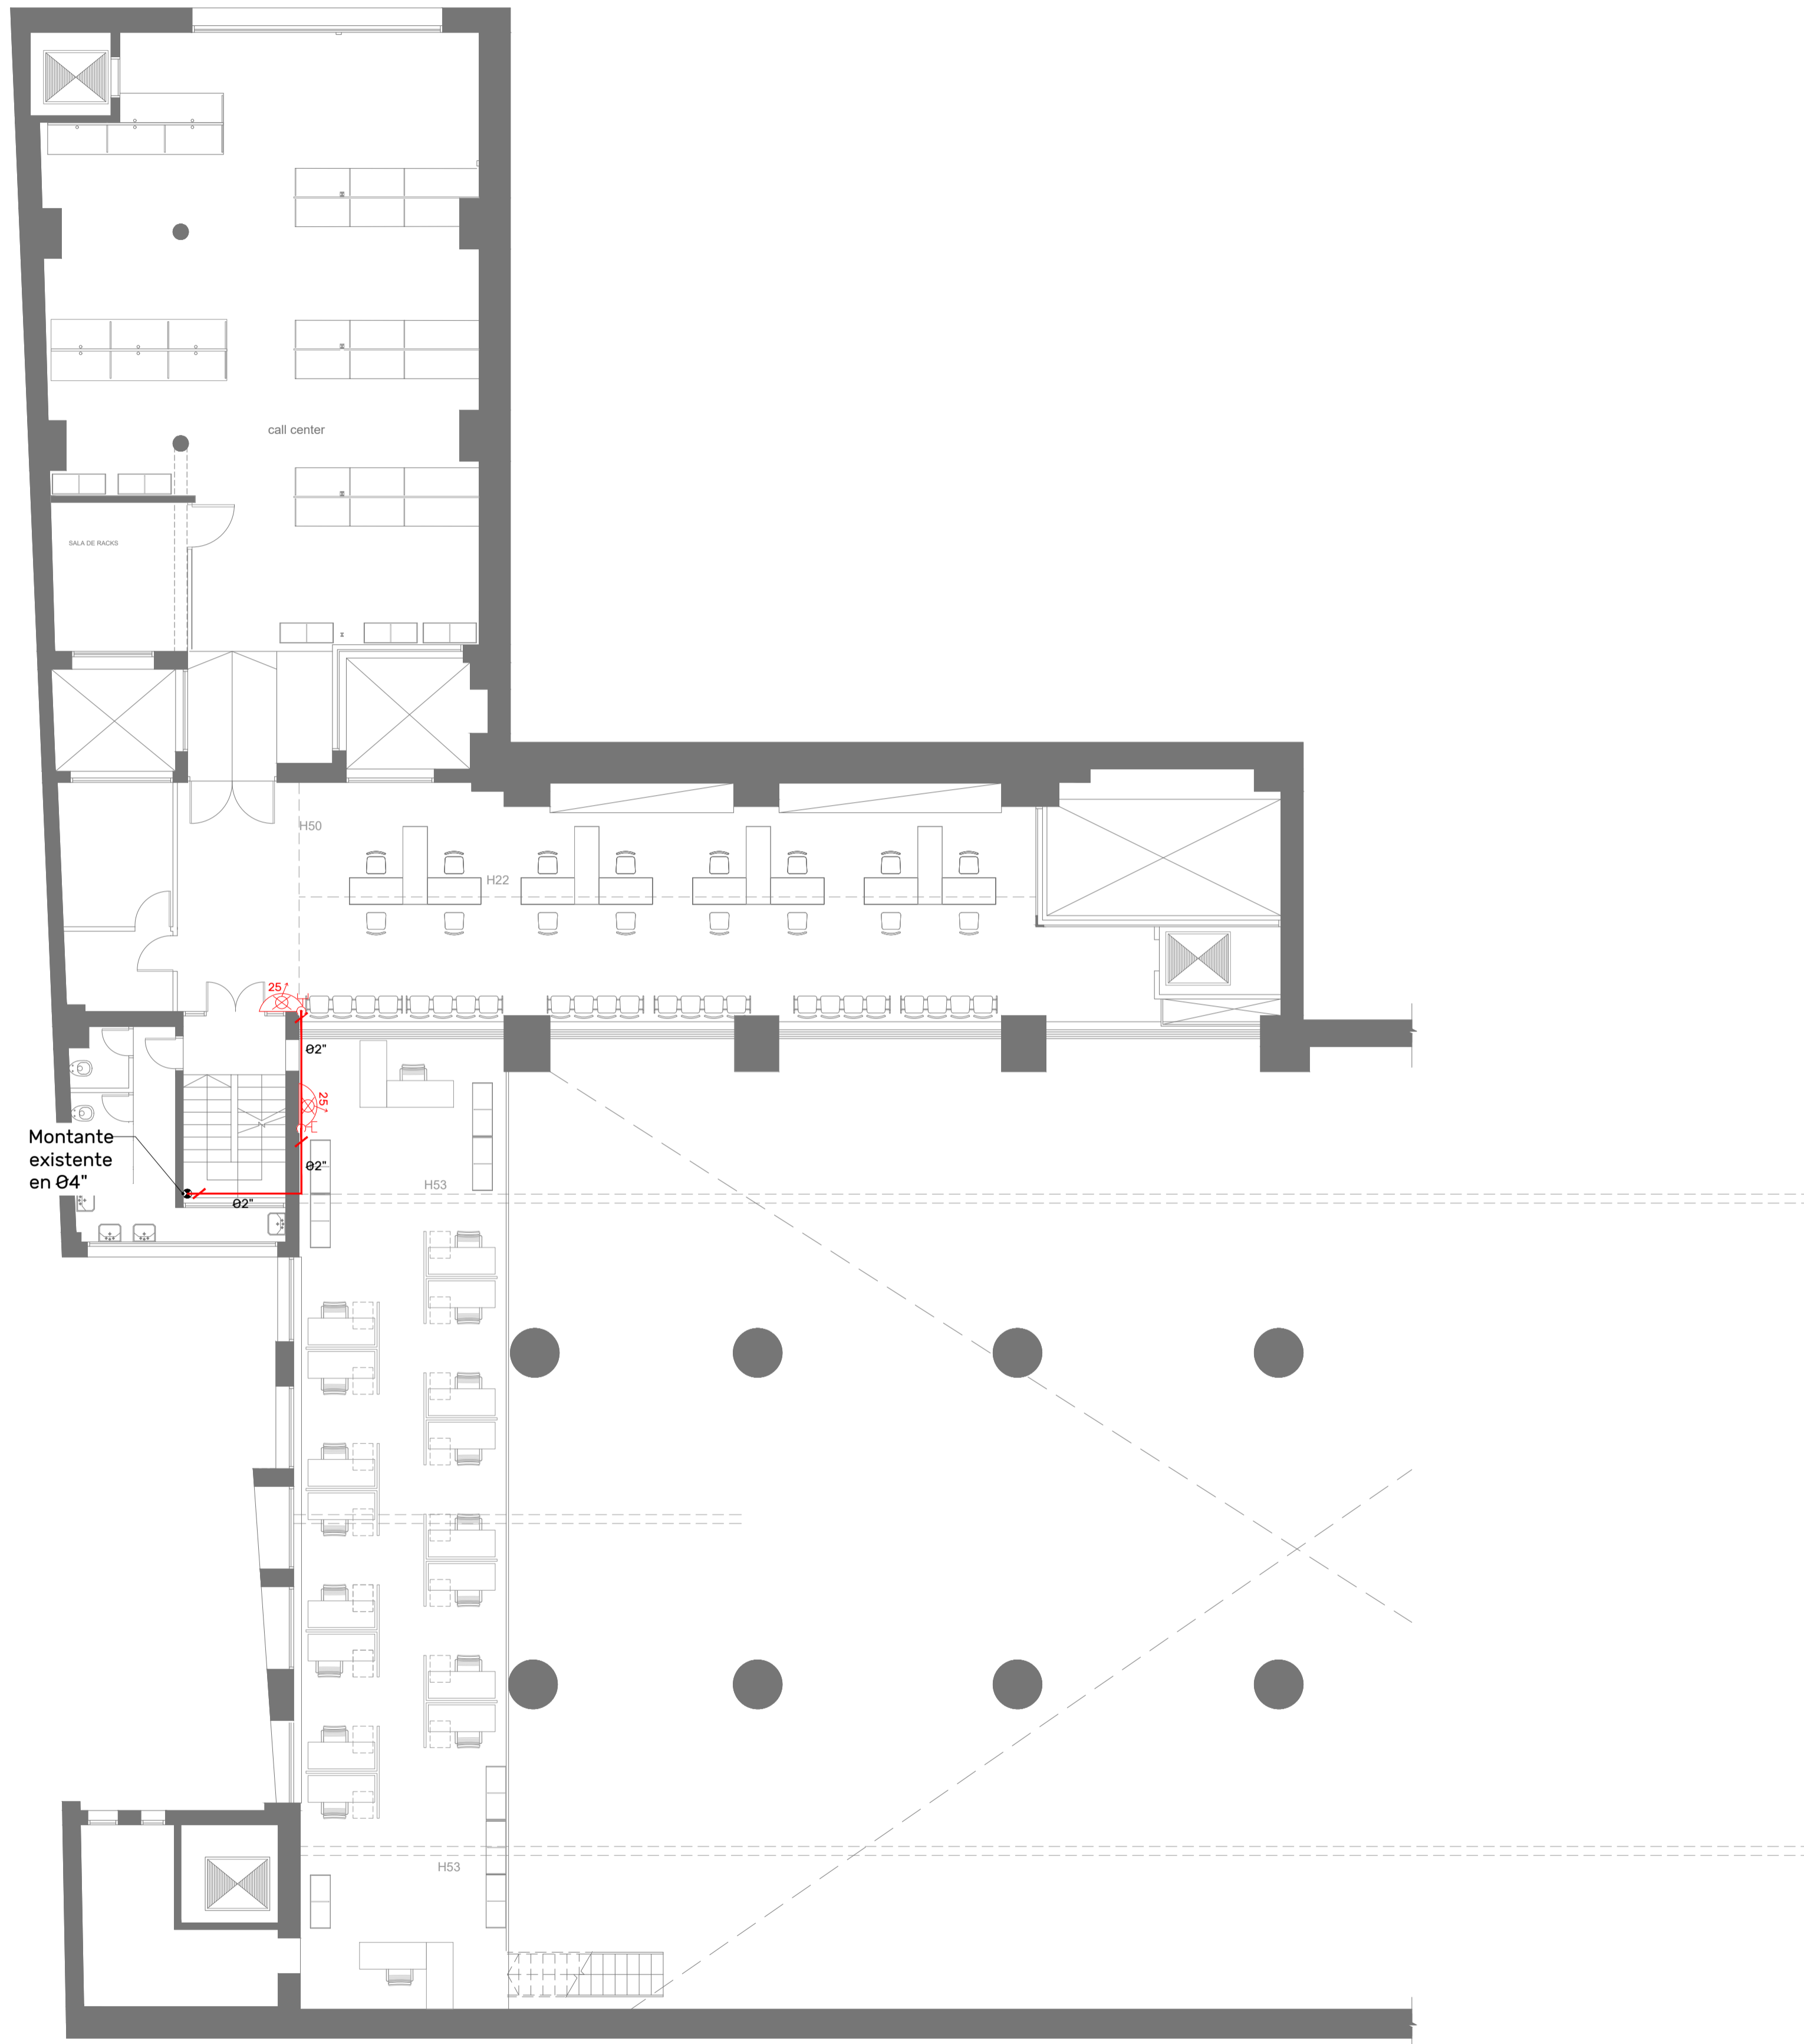 call center
SALA DE RACKS
H50
H22
25
Ø2"
25
Montante
existente
en Ø4"
Ø2"
H53
Ø2"
H53